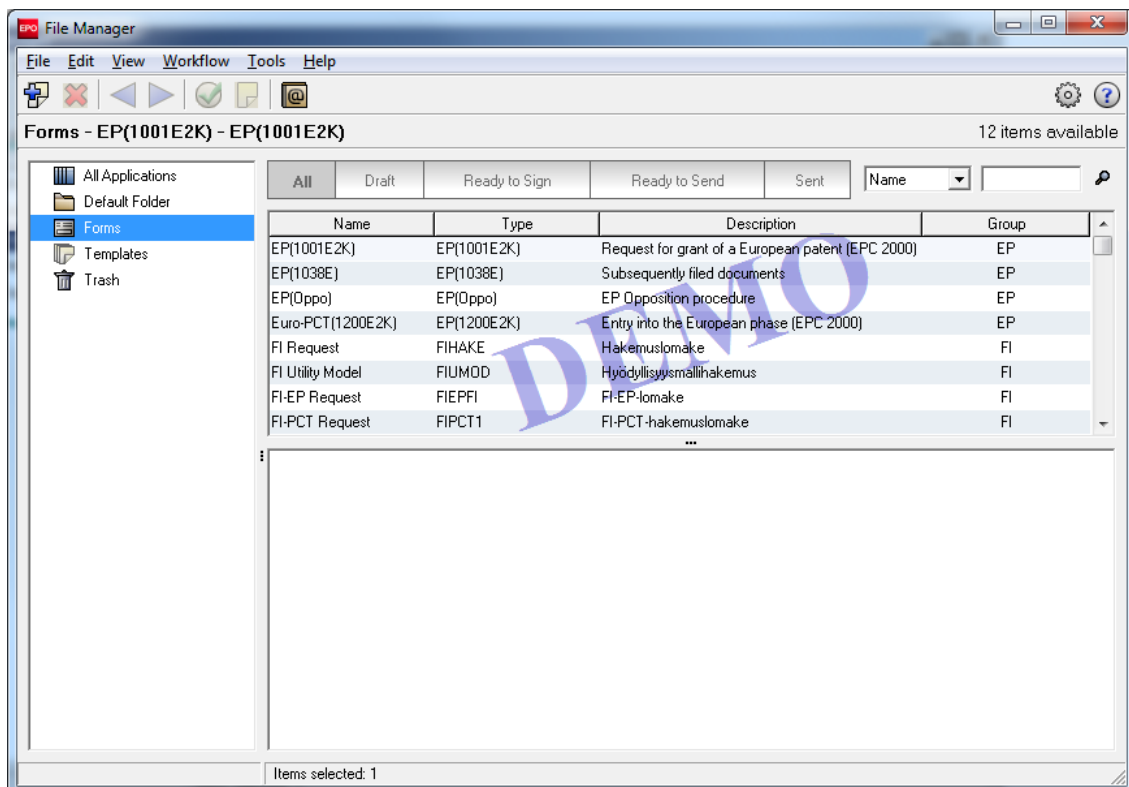 EPO File Manager
File Edit View Workflow Tools Help
Forms - EP(1001E2K) - EP(1001E2K) 12 items available
All Applications
Default Folder
Forms
Templates
Trash
All Draft Ready to Sign Ready to Send Sent Name
Name Type Description Group
EP(1001E2K) EP(1001E2K) Request for grant of a European patent (EPC 2000) EP
EP(1038E) EP(1038E) Subsequently filed documents EP
EP(Oppo) EP(Oppo) EP Opposition procedure EP
Euro-PCT(1200E2K) EP(1200E2K) Entry into the European phase (EPC 2000) EP
FI Request FIHAKE Hakemuslomake FI
FI Utility Model FIUMOD Hyödyllisyysmallihakemus FI
FI-EP Request FIEPFI FI-EP-lomake FI
FI-PCT Request FIPCT1 FI-PCT-hakemuslomake FI
DEMO
Items selected: 1